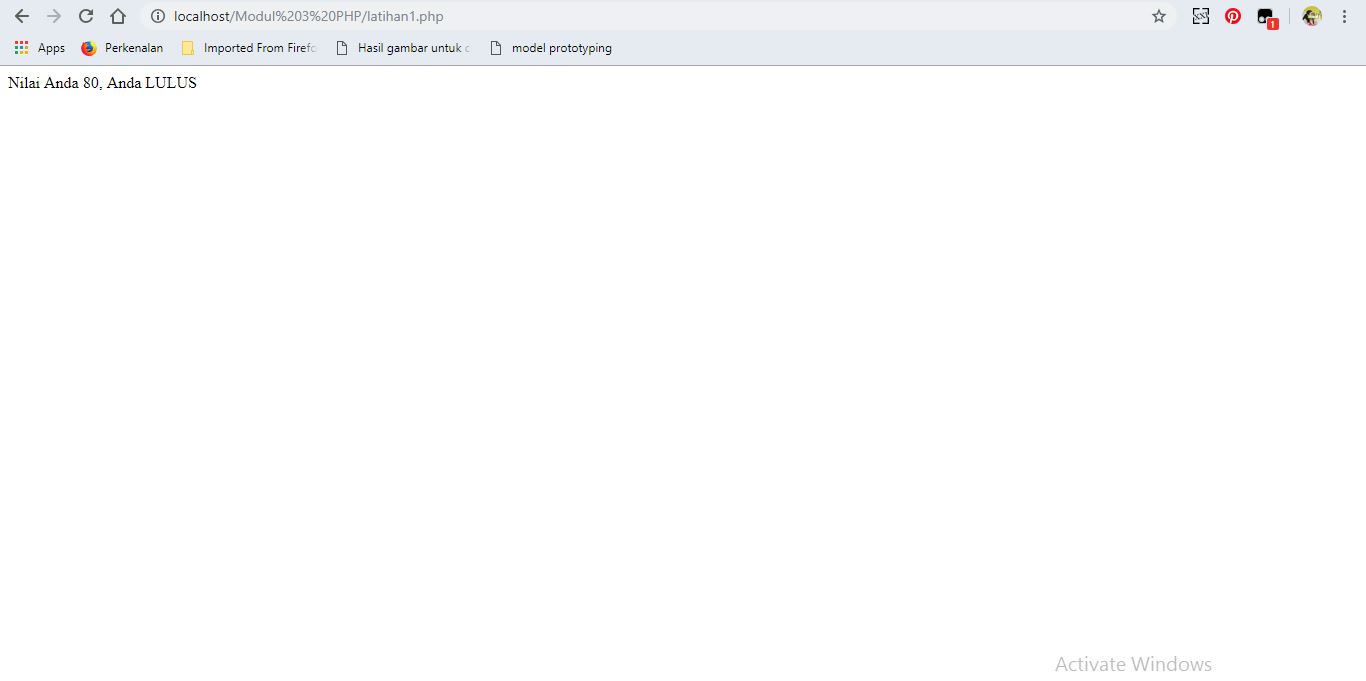 localhost/Modul%203%20PHP/latihan1.php
1
Apps Perkenalan Imported From Firefo Hasil gambar untuk c model prototyping
Nilai Anda 80, Anda LULUS
Activate Windows